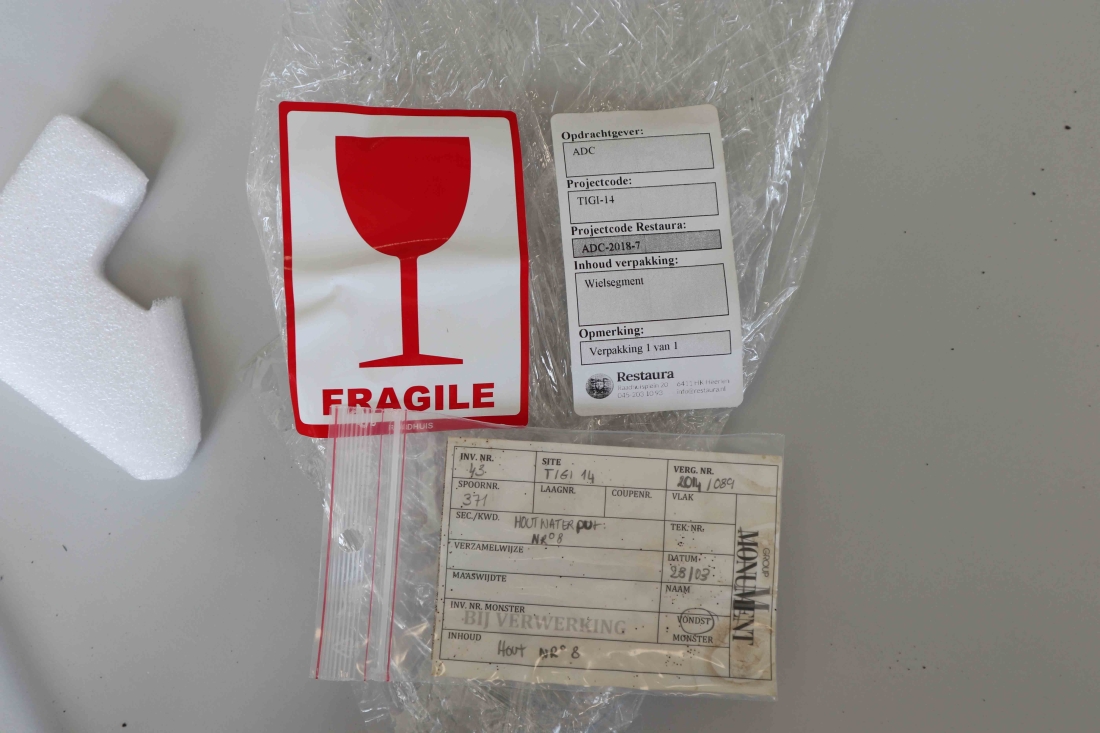 FRAGILE
Opdrachtgever:
ADC
Projectcode:
TIGI-14
Projectcode Restaura:
ADC-2018-7
Inhoud verpakking:
Wielsegment
Opmerking:
Verpakking 1 van 1
Restaura
INV. NR.
43
SITE
TIGI 14
VERG. NR.
2014/089
SPOORNR.
371
LAAGNR.
COUPENR.
VLAK
SEC./KWD.
HOUT WATERPUT
NR° 8
TEK. NR.
VERZAMELWIJZE
DATUM
28/03
MAASWIJDTE
NAAM
INV. NR. MONSTER
BIJ VERWERKING
VONDST
MONSTER
INHOUD
HOUT NR° 8
GROUP
MONUMENT